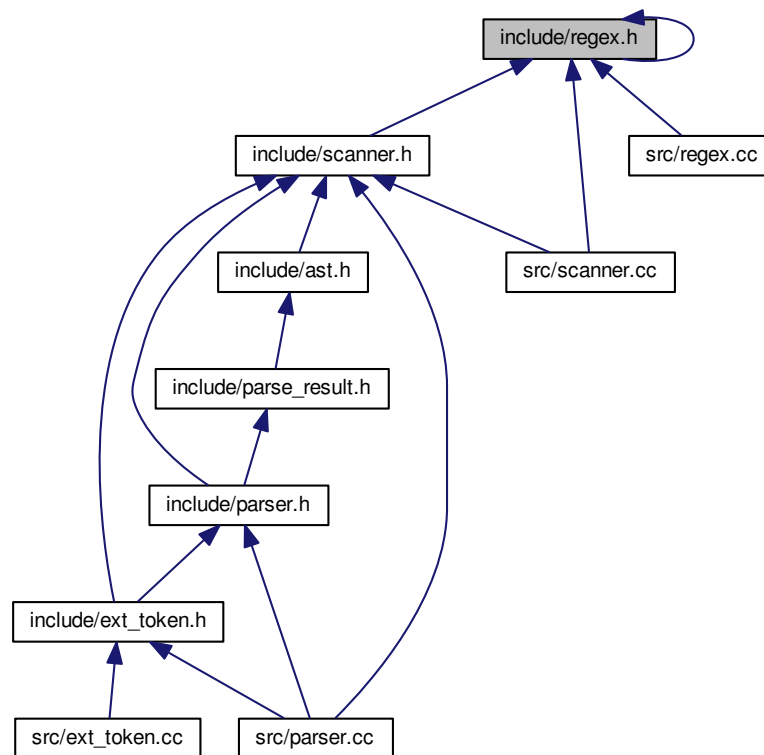 include/regex.h
include/scanner.h
src/regex.cc
include/ast.h
src/scanner.cc
include/parse_result.h
include/parser.h
include/ext_token.h
src/ext_token.cc
src/parser.cc